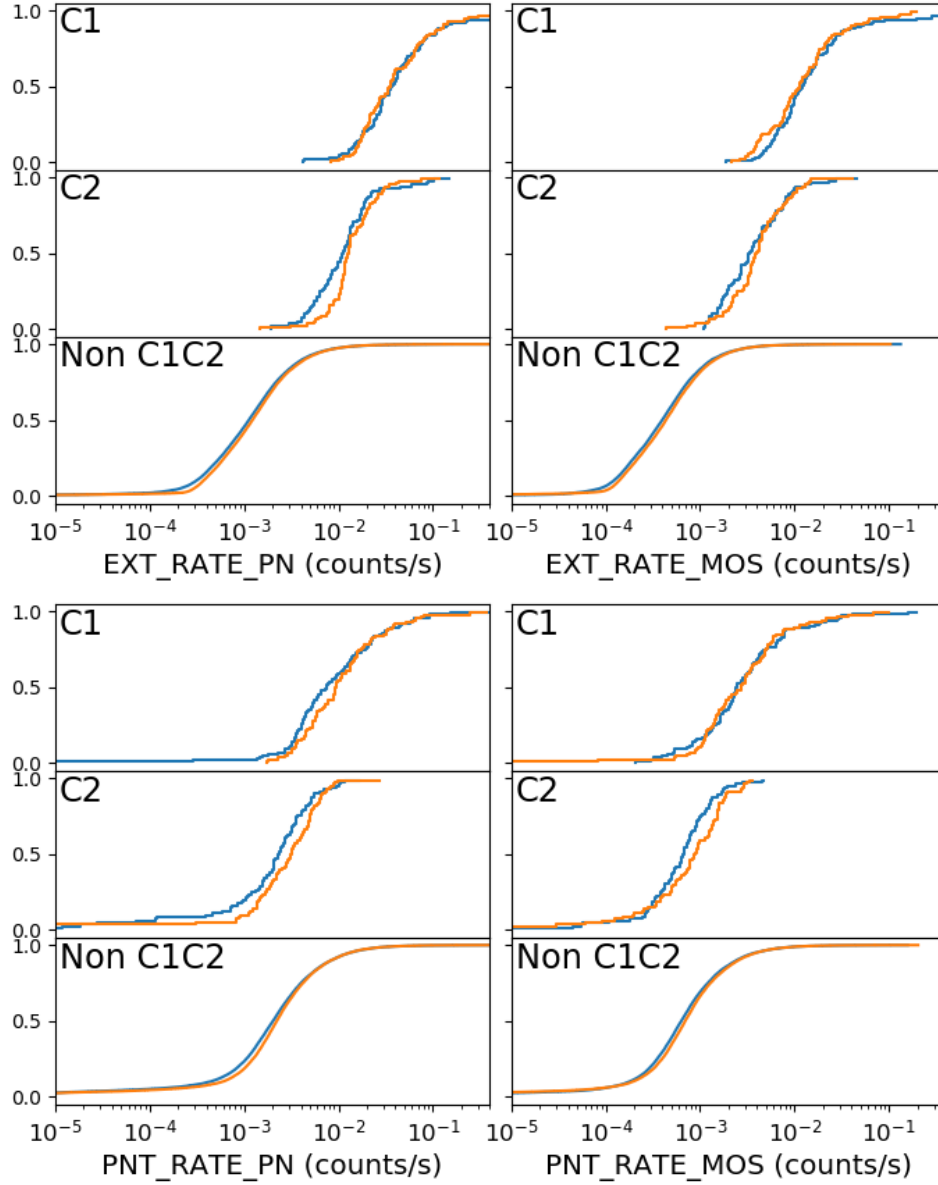 C1
1.0
0.5
0.0
C2
1.0
0.5
0.0
Non C1C2
1.0
0.5
0.0
10^{-5} 10^{-4} 10^{-3} 10^{-2} 10^{-1} 10^{-5} 10^{-4} 10^{-3} 10^{-2} 10^{-1}
EXT_RATE_PN (counts/s) EXT_RATE_MOS (counts/s)
C1
1.0
0.5
0.0
C2
1.0
0.5
0.0
Non C1C2
1.0
0.5
0.0
10^{-5} 10^{-4} 10^{-3} 10^{-2} 10^{-1} 10^{-5} 10^{-4} 10^{-3} 10^{-2} 10^{-1}
PNT_RATE_PN (counts/s) PNT_RATE_MOS (counts/s)
C1
C2
Non C1C2
C1
C2
Non C1C2